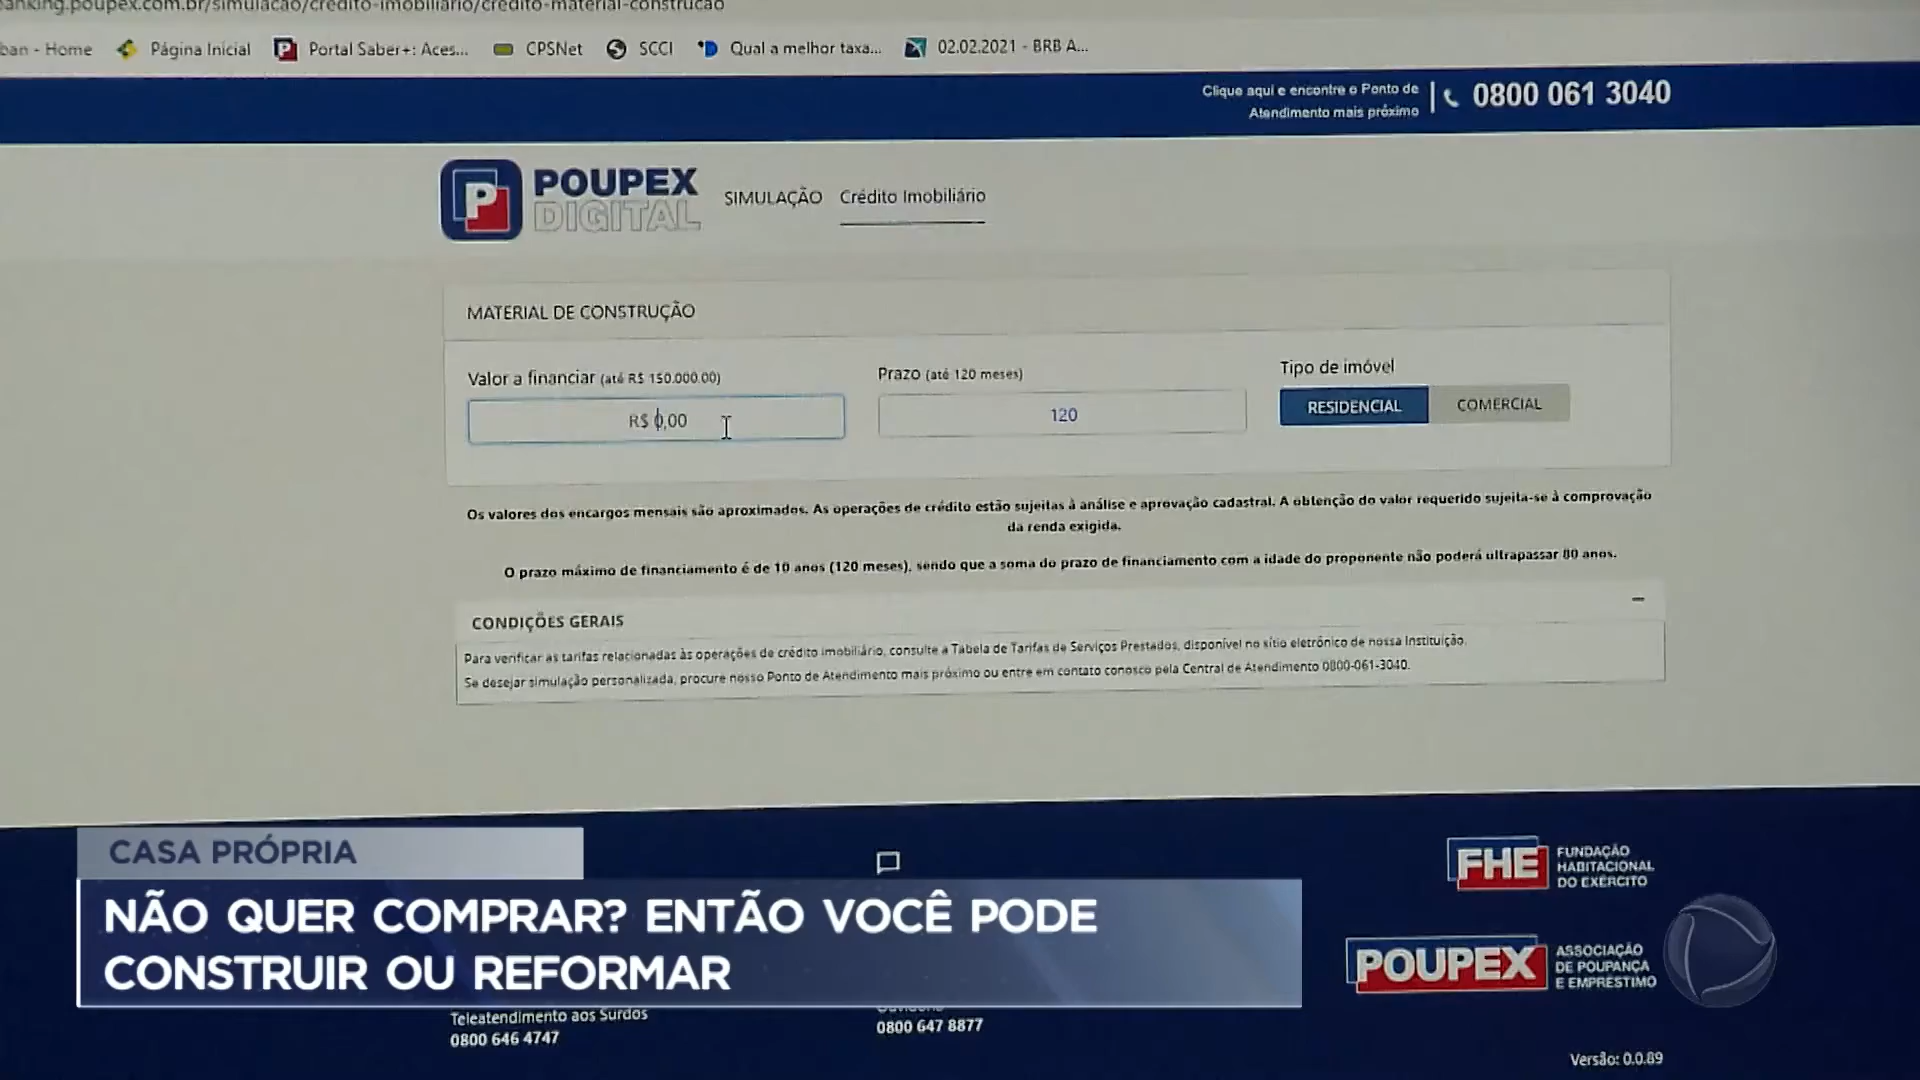 anking.poupex.com.br/simulacao/credito-imobiliario/credito-material-construcao
ban - Home Página Inicial Portal Saber+: Aces... CPSNet SCCI Qual a melhor taxa... 02.02.2021 - BRB A...
Clique aqui e encontre o Ponto de
Atendimento mais próximo
0800 061 3040
POUPEX
DIGITAL
SIMULAÇÃO Crédito Imobiliário
MATERIAL DE CONSTRUÇÃO
Valor a financiar (até R$ 150.000.00) Prazo (até 120 meses) Tipo de imóvel
R$ 0,00 120 RESIDENCIAL COMERCIAL
Os valores dos encargos mensais são aproximados. As operações de crédito estão sujeitas à análise e aprovação cadastral. A obtenção do valor requerido sujeita-se à comprovação
da renda exigida.
O prazo máximo de financiamento é de 10 anos (120 meses), sendo que a soma do prazo de financiamento com a idade do proponente não poderá ultrapassar 80 anos.
CONDIÇÕES GERAIS
Para verificar as tarifas relacionadas às operações de crédito imobiliário, consulte a Tabela de Tarifas de Serviços Prestados, disponível no sítio eletrônico de nossa Instituição.
Se desejar simulação personalizada, procure nosso Ponto de Atendimento mais próximo ou entre em contato conosco pela Central de Atendimento 0800-061-3040.
CASA PRÓPRIA
NÃO QUER COMPRAR? ENTÃO VOCÊ PODE
CONSTRUIR OU REFORMAR
FHE FUNDAÇÃO
HABITACIONAL
DO EXÉRCITO
POUPEX ASSOCIAÇÃO
DE POUPANÇA
E EMPRÉSTIMO
Teleatendimento aos Surdos
0800 646 4747
0800 647 8877
Versão: 0.0.89